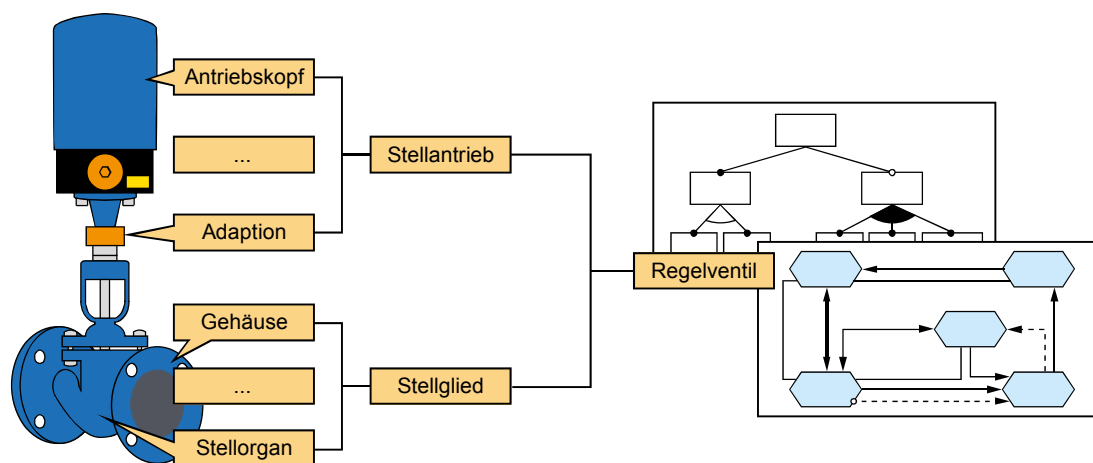 Antriebskopf
...
Stellantrieb
Adaption
Regelventil
Gehäuse
...
Stellglied
Stellorgan